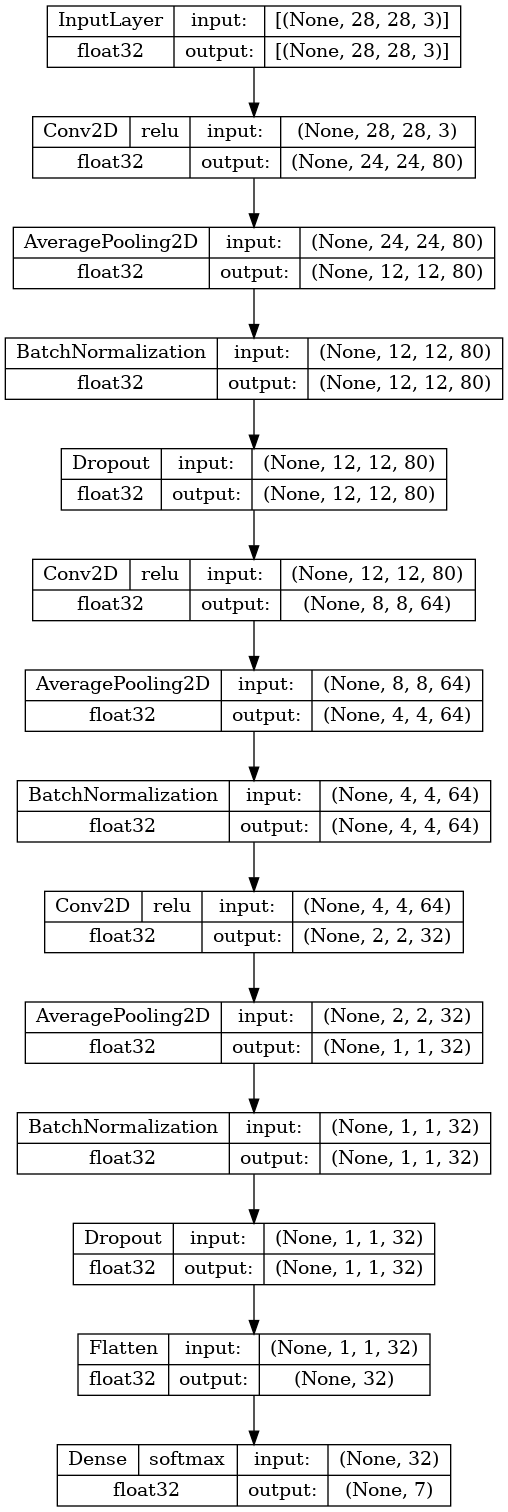 InputLayer input: [(None, 28, 28, 3)]
float32 output: [(None, 28, 28, 3)]
Conv2D relu input: (None, 28, 28, 3)
float32 output: (None, 24, 24, 80)
AveragePooling2D input: (None, 24, 24, 80)
float32 output: (None, 12, 12, 80)
BatchNormalization input: (None, 12, 12, 80)
float32 output: (None, 12, 12, 80)
Dropout input: (None, 12, 12, 80)
float32 output: (None, 12, 12, 80)
Conv2D relu input: (None, 12, 12, 80)
float32 output: (None, 8, 8, 64)
AveragePooling2D input: (None, 8, 8, 64)
float32 output: (None, 4, 4, 64)
BatchNormalization input: (None, 4, 4, 64)
float32 output: (None, 4, 4, 64)
Conv2D relu input: (None, 4, 4, 64)
float32 output: (None, 2, 2, 32)
AveragePooling2D input: (None, 2, 2, 32)
float32 output: (None, 1, 1, 32)
BatchNormalization input: (None, 1, 1, 32)
float32 output: (None, 1, 1, 32)
Dropout input: (None, 1, 1, 32)
float32 output: (None, 1, 1, 32)
Flatten input: (None, 1, 1, 32)
float32 output: (None, 32)
Dense softmax input: (None, 32)
float32 output: (None, 7)